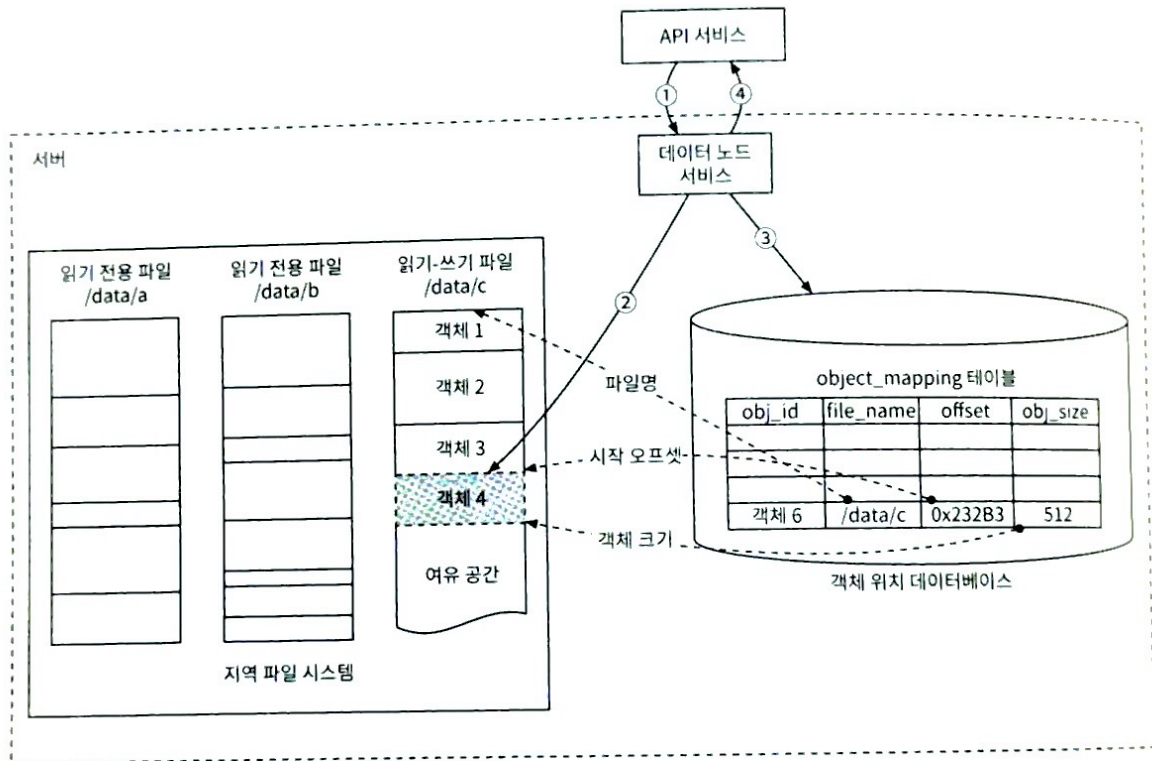 API 서비스
①
④
데이터 노드
서비스
서버
③
②
읽기 전용 파일
/data/a
읽기 전용 파일
/data/b
읽기-쓰기 파일
/data/c
객체 1
객체 2
객체 3
객체 4
여유 공간
지역 파일 시스템
파일명
시작 오프셋
객체 크기
object_mapping 테이블
obj_id file_name offset obj_size
객체 6 /data/c 0x232B3 512
객체 위치 데이터베이스